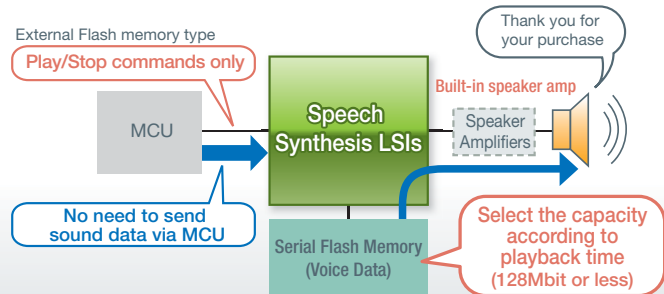 External Flash memory type
Play/Stop commands only
MCU
No need to send
sound data via MCU
Speech
Synthesis LSIs
Serial Flash Memory
(Voice Data)
Built-in speaker amp
Speaker
Amplifiers
Thank you for
your purchase
Select the capacity
according to
playback time
(128Mbit or less)